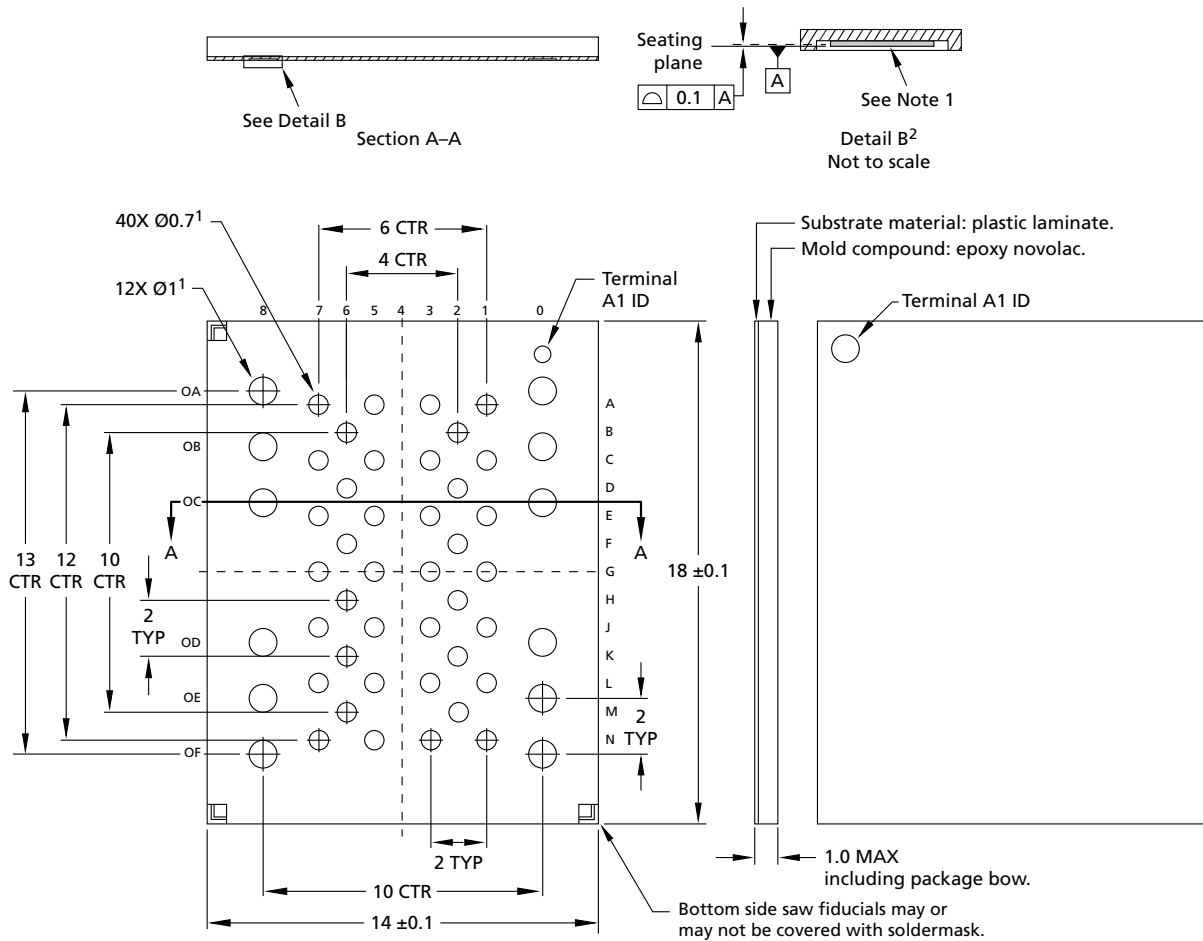 Seating
plane
0.1 A
A
See Note 1
See Detail B
Section A–A
Detail B2
Not to scale
40X Ø0.71
6 CTR
4 CTR
12X Ø11
Terminal
A1 ID
Substrate material: plastic laminate.
Mold compound: epoxy novolac.
Terminal A1 ID
8 7 6 5 4 3 2 1 0
OA
A
B
OB
C
D
OC
E
A
F
A
13
CTR
12
CTR
10
CTR
G
18 ±0.1
H
2
TYP
J
OD
K
L
OE
M
2
TYP
N
OF
2 TYP
1.0 MAX
including package bow.
10 CTR
14 ±0.1
Bottom side saw fiducials may or
may not be covered with soldermask.